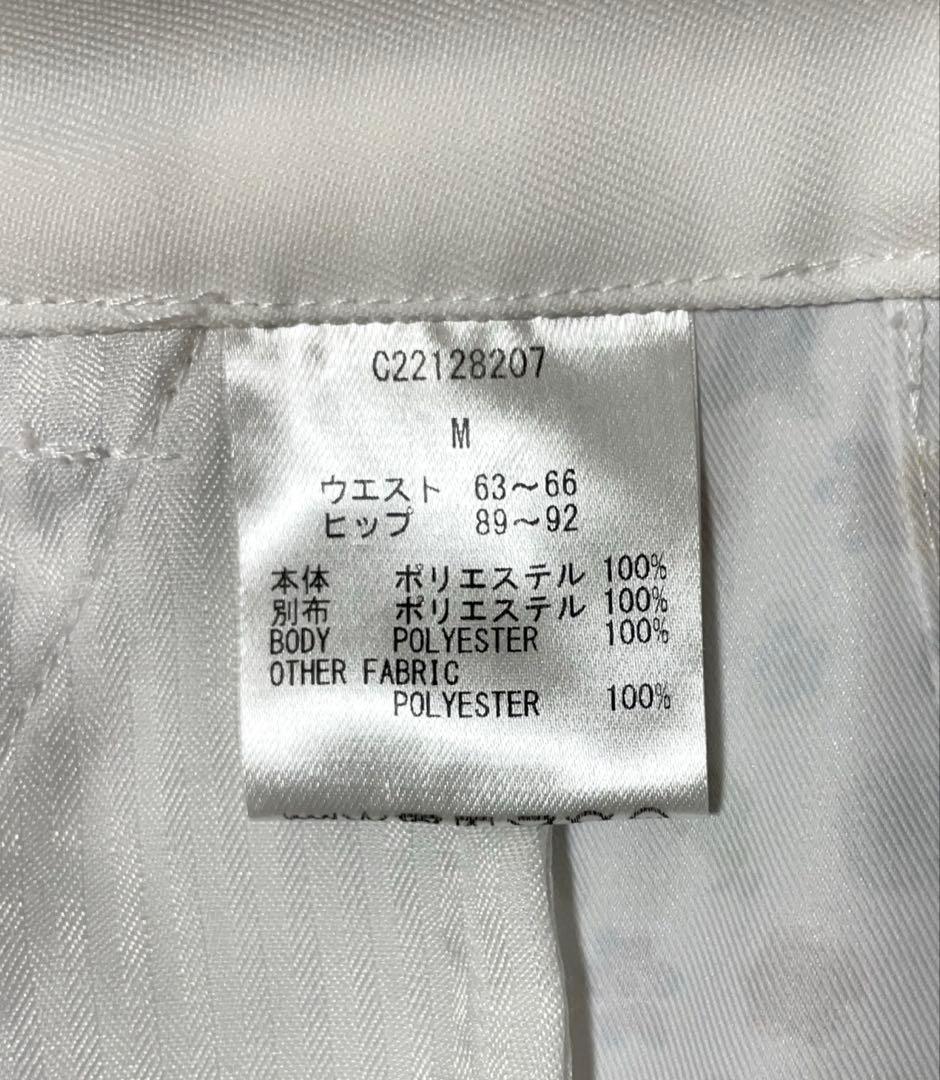 C22128207
M
ウエスト 63～66
ヒップ 89～92
本体 ポリエステル 100%
別布 ポリエステル 100%
BODY POLYESTER 100%
OTHER FABRIC
POLYESTER 100%